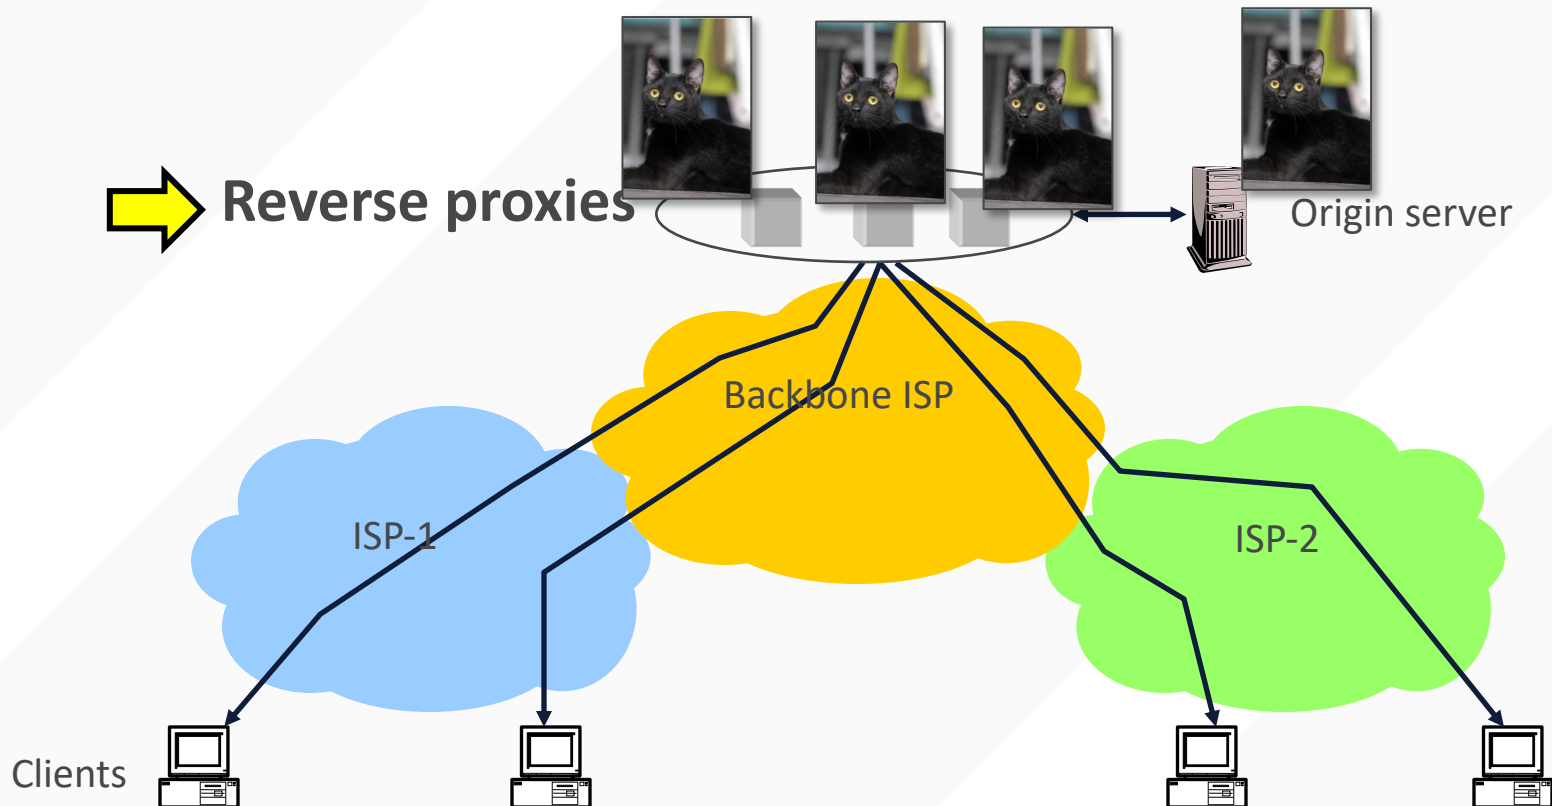 Reverse proxies
Origin server
Backbone ISP
ISP-1
ISP-2
Clients